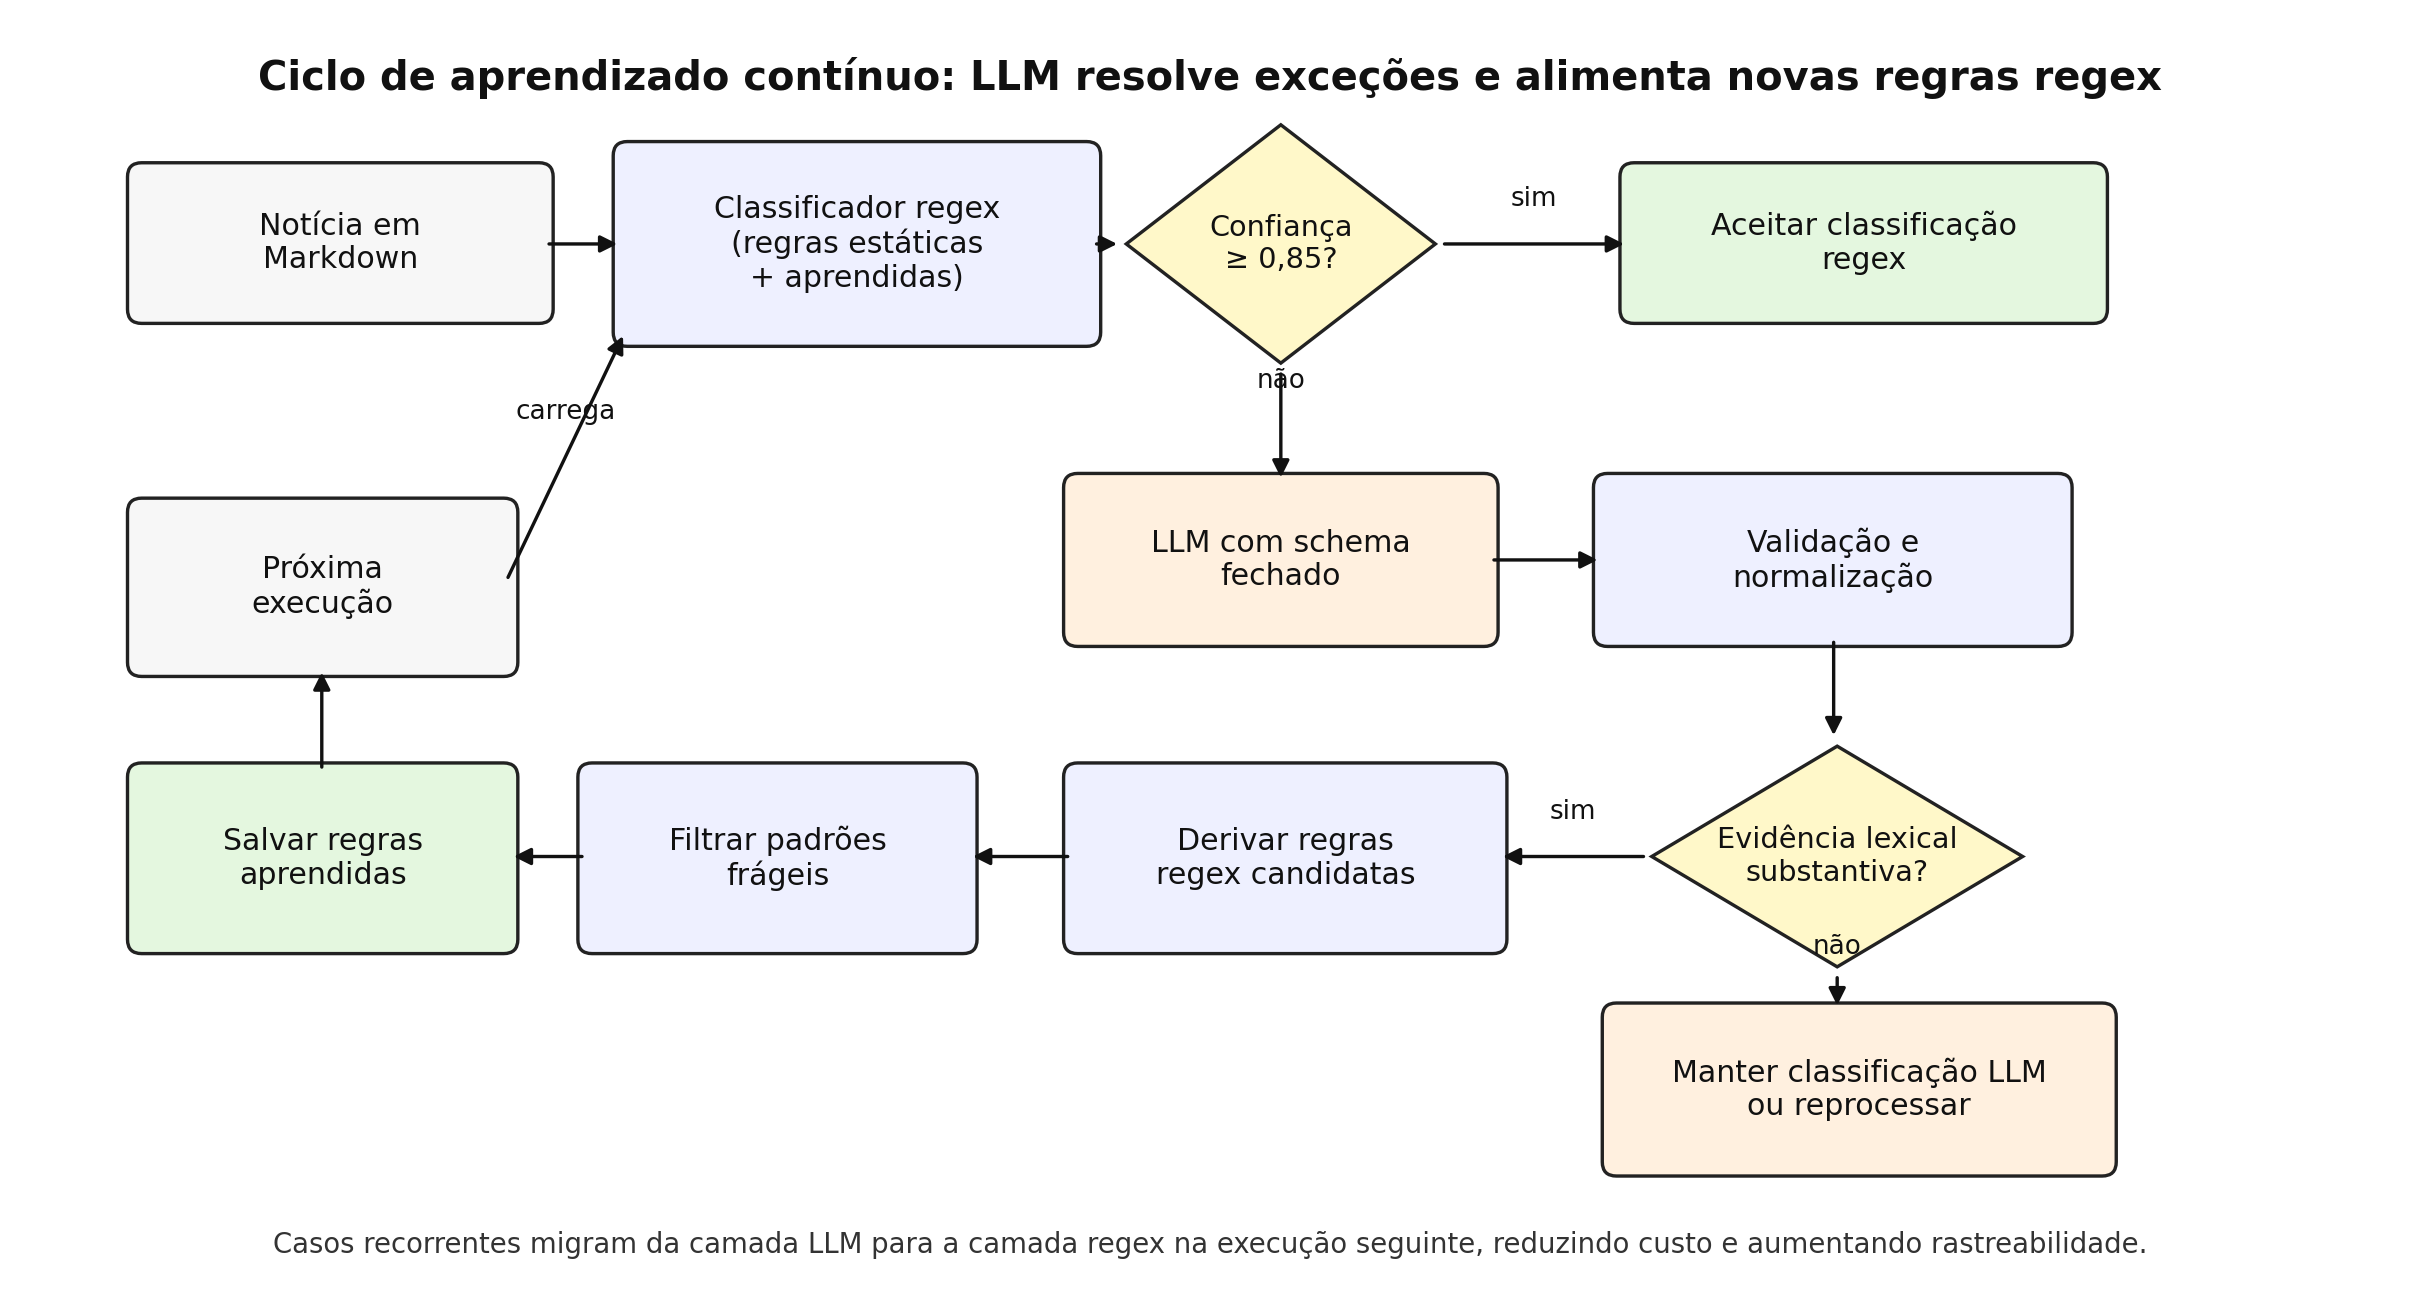 Ciclo de aprendizado contínuo: LLM resolve exceções e alimenta novas regras regex
Notícia em
Markdown
Classificador regex
(regras estáticas
+ aprendidas)
Confiança
≥ 0,85?
sim
Aceitar classificação
regex
não
carrega
LLM com schema
fechado
Validação e
normalização
Próxima
execução
Evidência lexical
substantiva?
sim
Derivar regras
regex candidatas
Filtrar padrões
frágeis
Salvar regras
aprendidas
não
Manter classificação LLM
ou reprocessar
Casos recorrentes migram da camada LLM para a camada regex na execução seguinte, reduzindo custo e aumentando rastreabilidade.